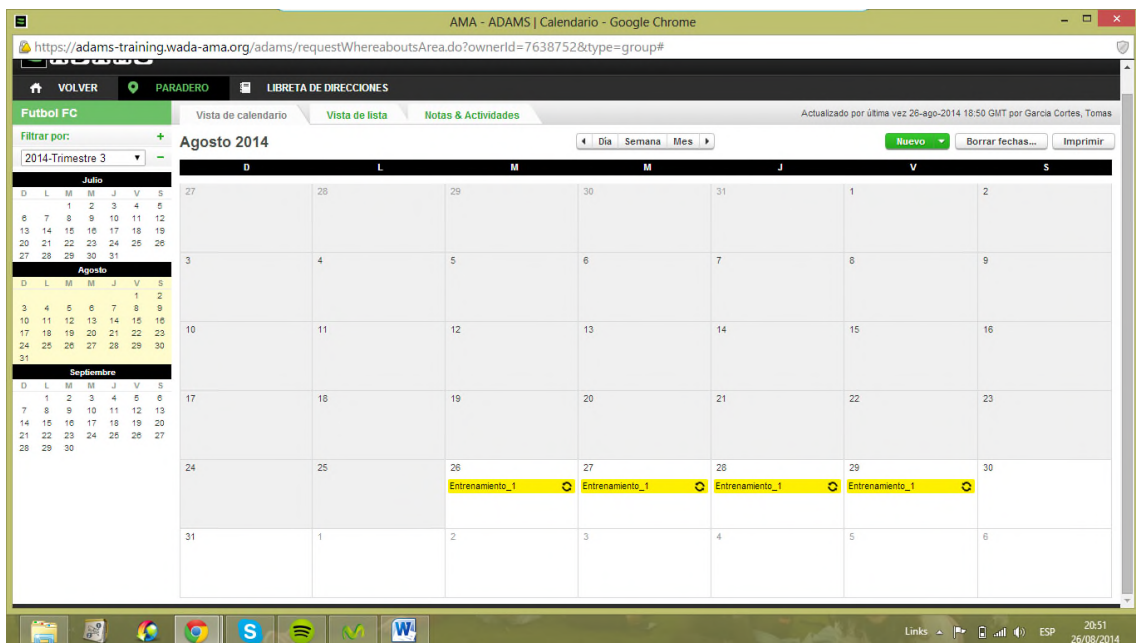 AMA - ADAMS | Calendario - Google Chrome
https://adams-training.wada-ama.org/adams/requestWhereaboutsArea.do?ownerId=7638752&type=group#
VOLVER PARADERO LIBRETA DE DIRECCIONES
Futbol FC
Vista de calendario Vista de lista Notas & Actividades
Actualizado por última vez 26-ago-2014 18:50 GMT por Garcia Cortes, Tomas
Filtrar por: +
2014-Trimestre 3 -
Julio
D L M M J V S
1 2 3 4 5
6 7 8 9 10 11 12
13 14 15 16 17 18 19
20 21 22 23 24 25 26
27 28 29 30 31
Agosto
D L M M J V S
1 2
3 4 5 6 7 8 9
10 11 12 13 14 15 16
17 18 19 20 21 22 23
24 25 26 27 28 29 30
31
Septiembre
D L M M J V S
1 2 3 4 5 6
7 8 9 10 11 12 13
14 15 16 17 18 19 20
21 22 23 24 25 26 27
28 29 30
Agosto 2014
Día Semana Mes
Nuevo Borrar fechas... Imprimir
D L M M J V S
27 28 29 30 31 1 2
3 4 5 6 7 8 9
10 11 12 13 14 15 16
17 18 19 20 21 22 23
24 25 26 27 28 29 30
Entrenamiento_1 Entrenamiento_1 Entrenamiento_1 Entrenamiento_1
31 1 2 3 4 5 6
Links ESP 20:51
26/08/2014